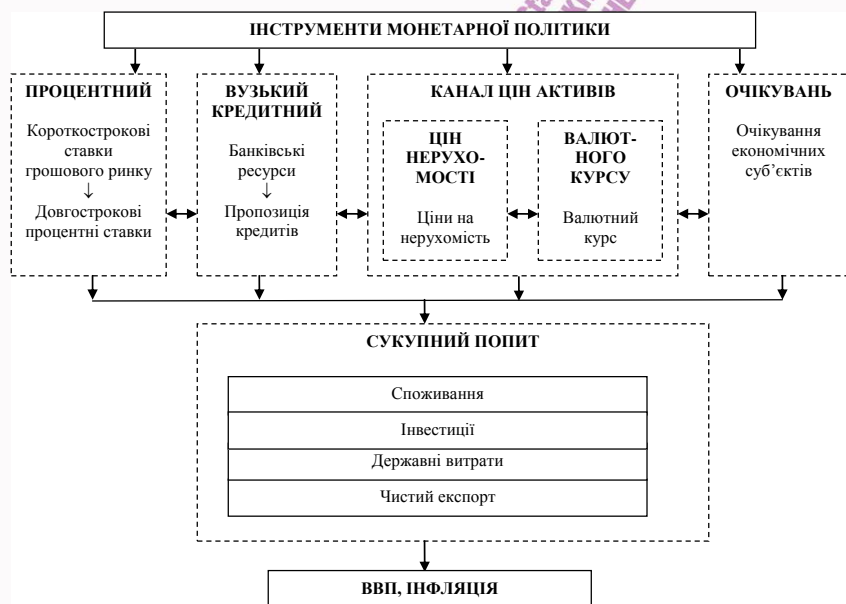 ІНСТРУМЕНТИ МОНЕТАРНОЇ ПОЛІТИКИ
ПРОЦЕНТНИЙ
Короткострокові
ставки
грошового ринку
↓
Довгострокові
процентні ставки
ВУЗЬКИЙ
КРЕДИТНИЙ
Банківські
ресурси
↓
Пропозиція
кредитів
КАНАЛ ЦІН АКТИВІВ
ЦІН
НЕРУХО-
МОСТІ
Ціни на
нерухомість
ВАЛЮТ-
НОГО
КУРСУ
Валютний
курс
ОЧІКУВАНЬ
Очікування
економічних
суб’єктів
СУКУПНИЙ ПОПИТ
Споживання
Інвестиції
Державні витрати
Чистий експорт
ВВП, ІНФЛЯЦІЯ